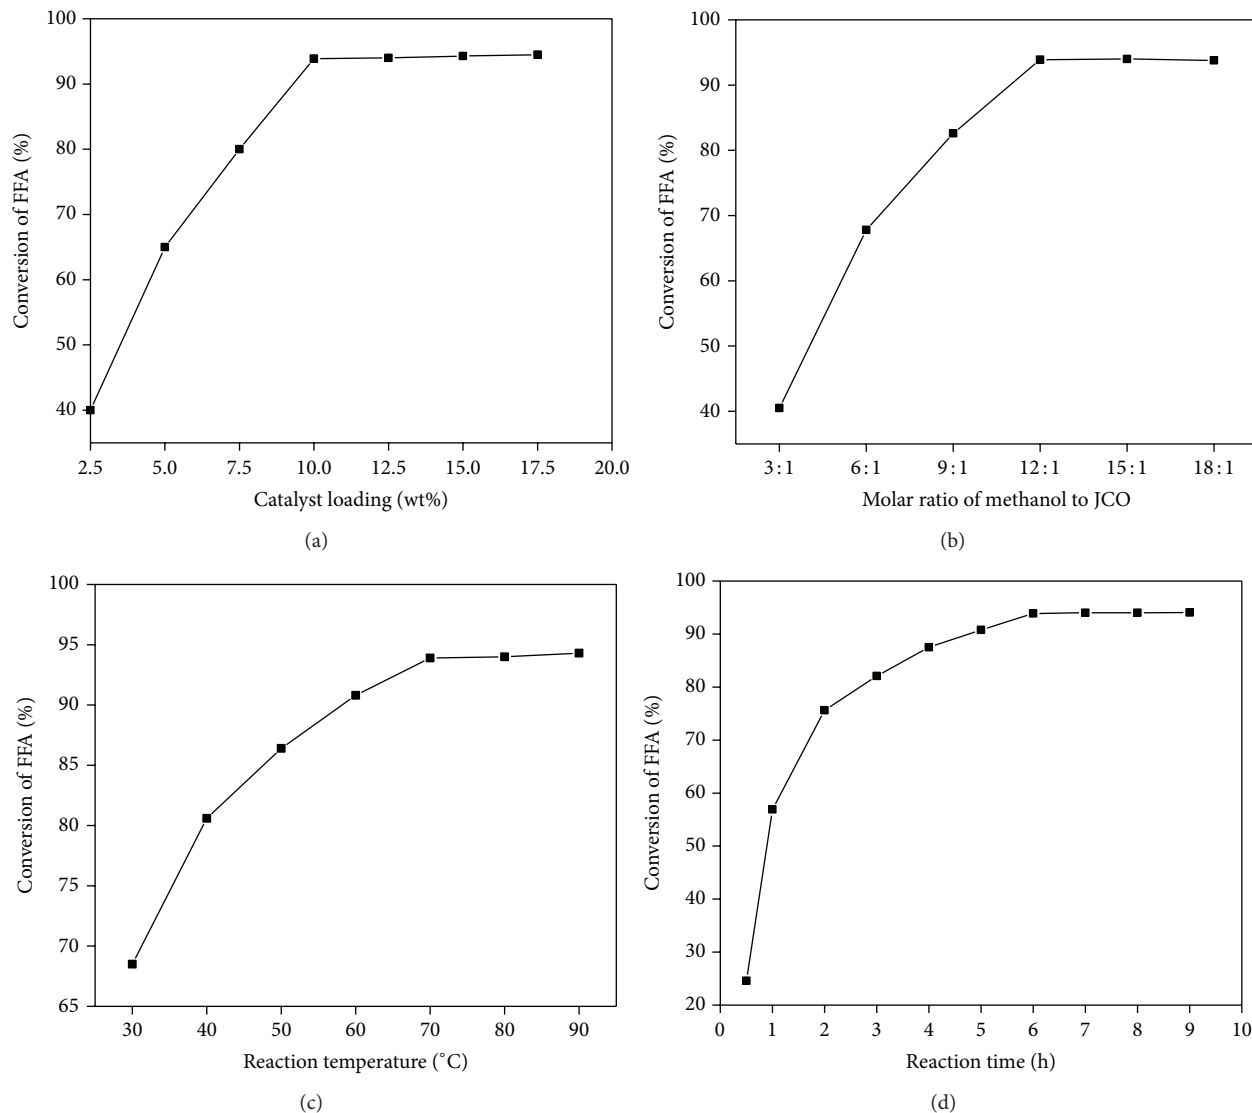 100
90
80
70
60
50
40
Conversion of FFA (%)
2.5 5.0 7.5 10.0 12.5 15.0 17.5 20.0
Catalyst loading (wt%)
(a)
100
90
80
70
60
50
40
Conversion of FFA (%)
3:1 6:1 9:1 12:1 15:1 18:1
Molar ratio of methanol to JCO
(b)
100
95
90
85
80
75
70
65
Conversion of FFA (%)
30 40 50 60 70 80 90
Reaction temperature (°C)
(c)
100
90
80
70
60
50
40
30
20
Conversion of FFA (%)
0 1 2 3 4 5 6 7 8 9 10
Reaction time (h)
(d)